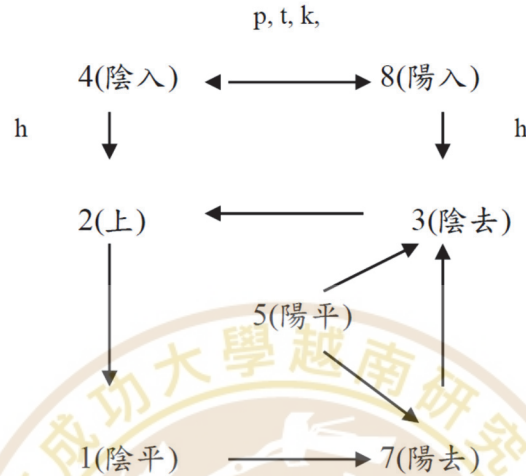 p, t, k,
4(陰入) 8(陽入)
h h
2(上) 3(陰去)
5(陽平)
成功大學越南研究
1(陰平) 7(陽去)